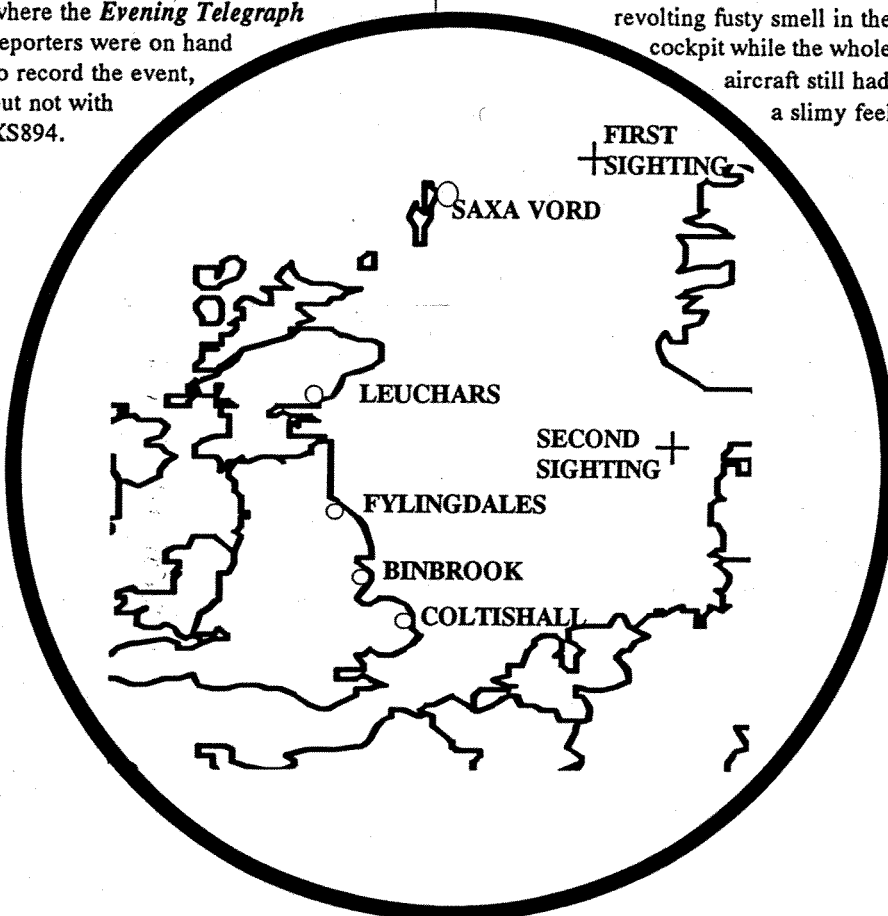 where the Evening Telegraph
reporters were on hand
to record the event,
but not with
XS894.
revolting fusty smell in the
cockpit while the whole
aircraft still had
a slimy feel
FIRST
SIGHTING
SAXA VORD
LEUCHARS
SECOND
SIGHTING
FYLINGDALES
BINBROOK
COLTISHALL